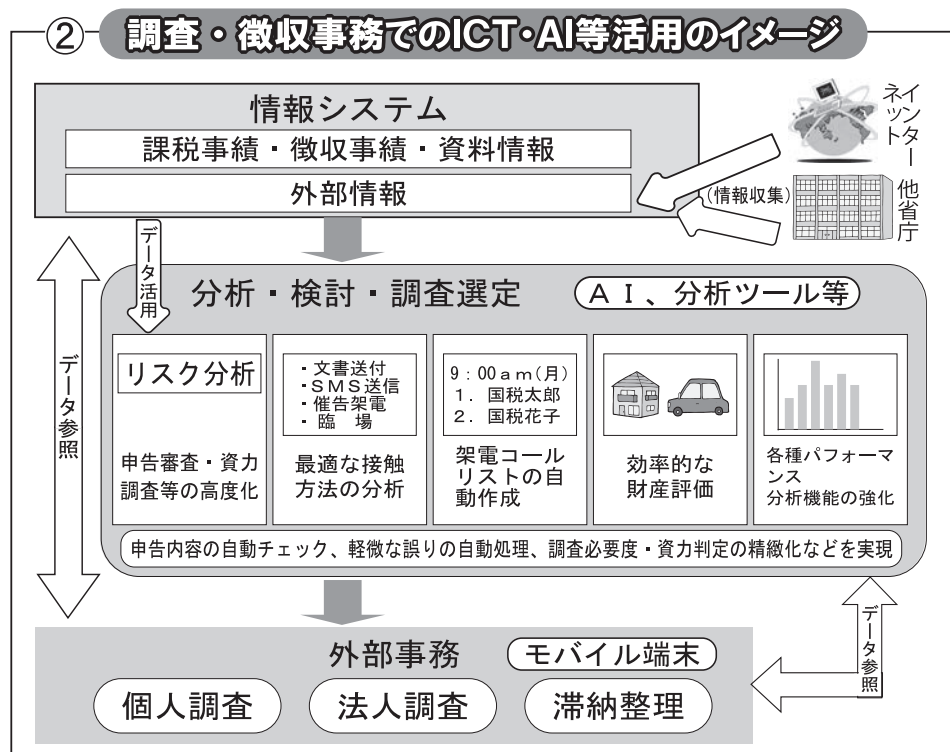 ② 調査・徴収事務でのICT・AI等活用のイメージ
情報システム
課税事績・徴収事績・資料情報
外部情報
インター
ネット
(情報収集)
他省庁
データ活用
データ参照
分析・検討・調査選定
AI、分析ツール等
リスク分析
申告審査・資力
調査等の高度化
・文書送付
・SMS送信
・催告架電
・臨 場
最適な接触
方法の分析
9:00am(月)
1. 国税太郎
2. 国税花子
架電コール
リストの自
動作成
効率的な
財産評価
各種パフォーマ
ンス
分析機能の強化
申告内容の自動チェック、軽微な誤りの自動処理、調査必要度・資力判定の精緻化などを実現
データ参照
外部事務
モバイル端末
個人調査
法人調査
滞納整理